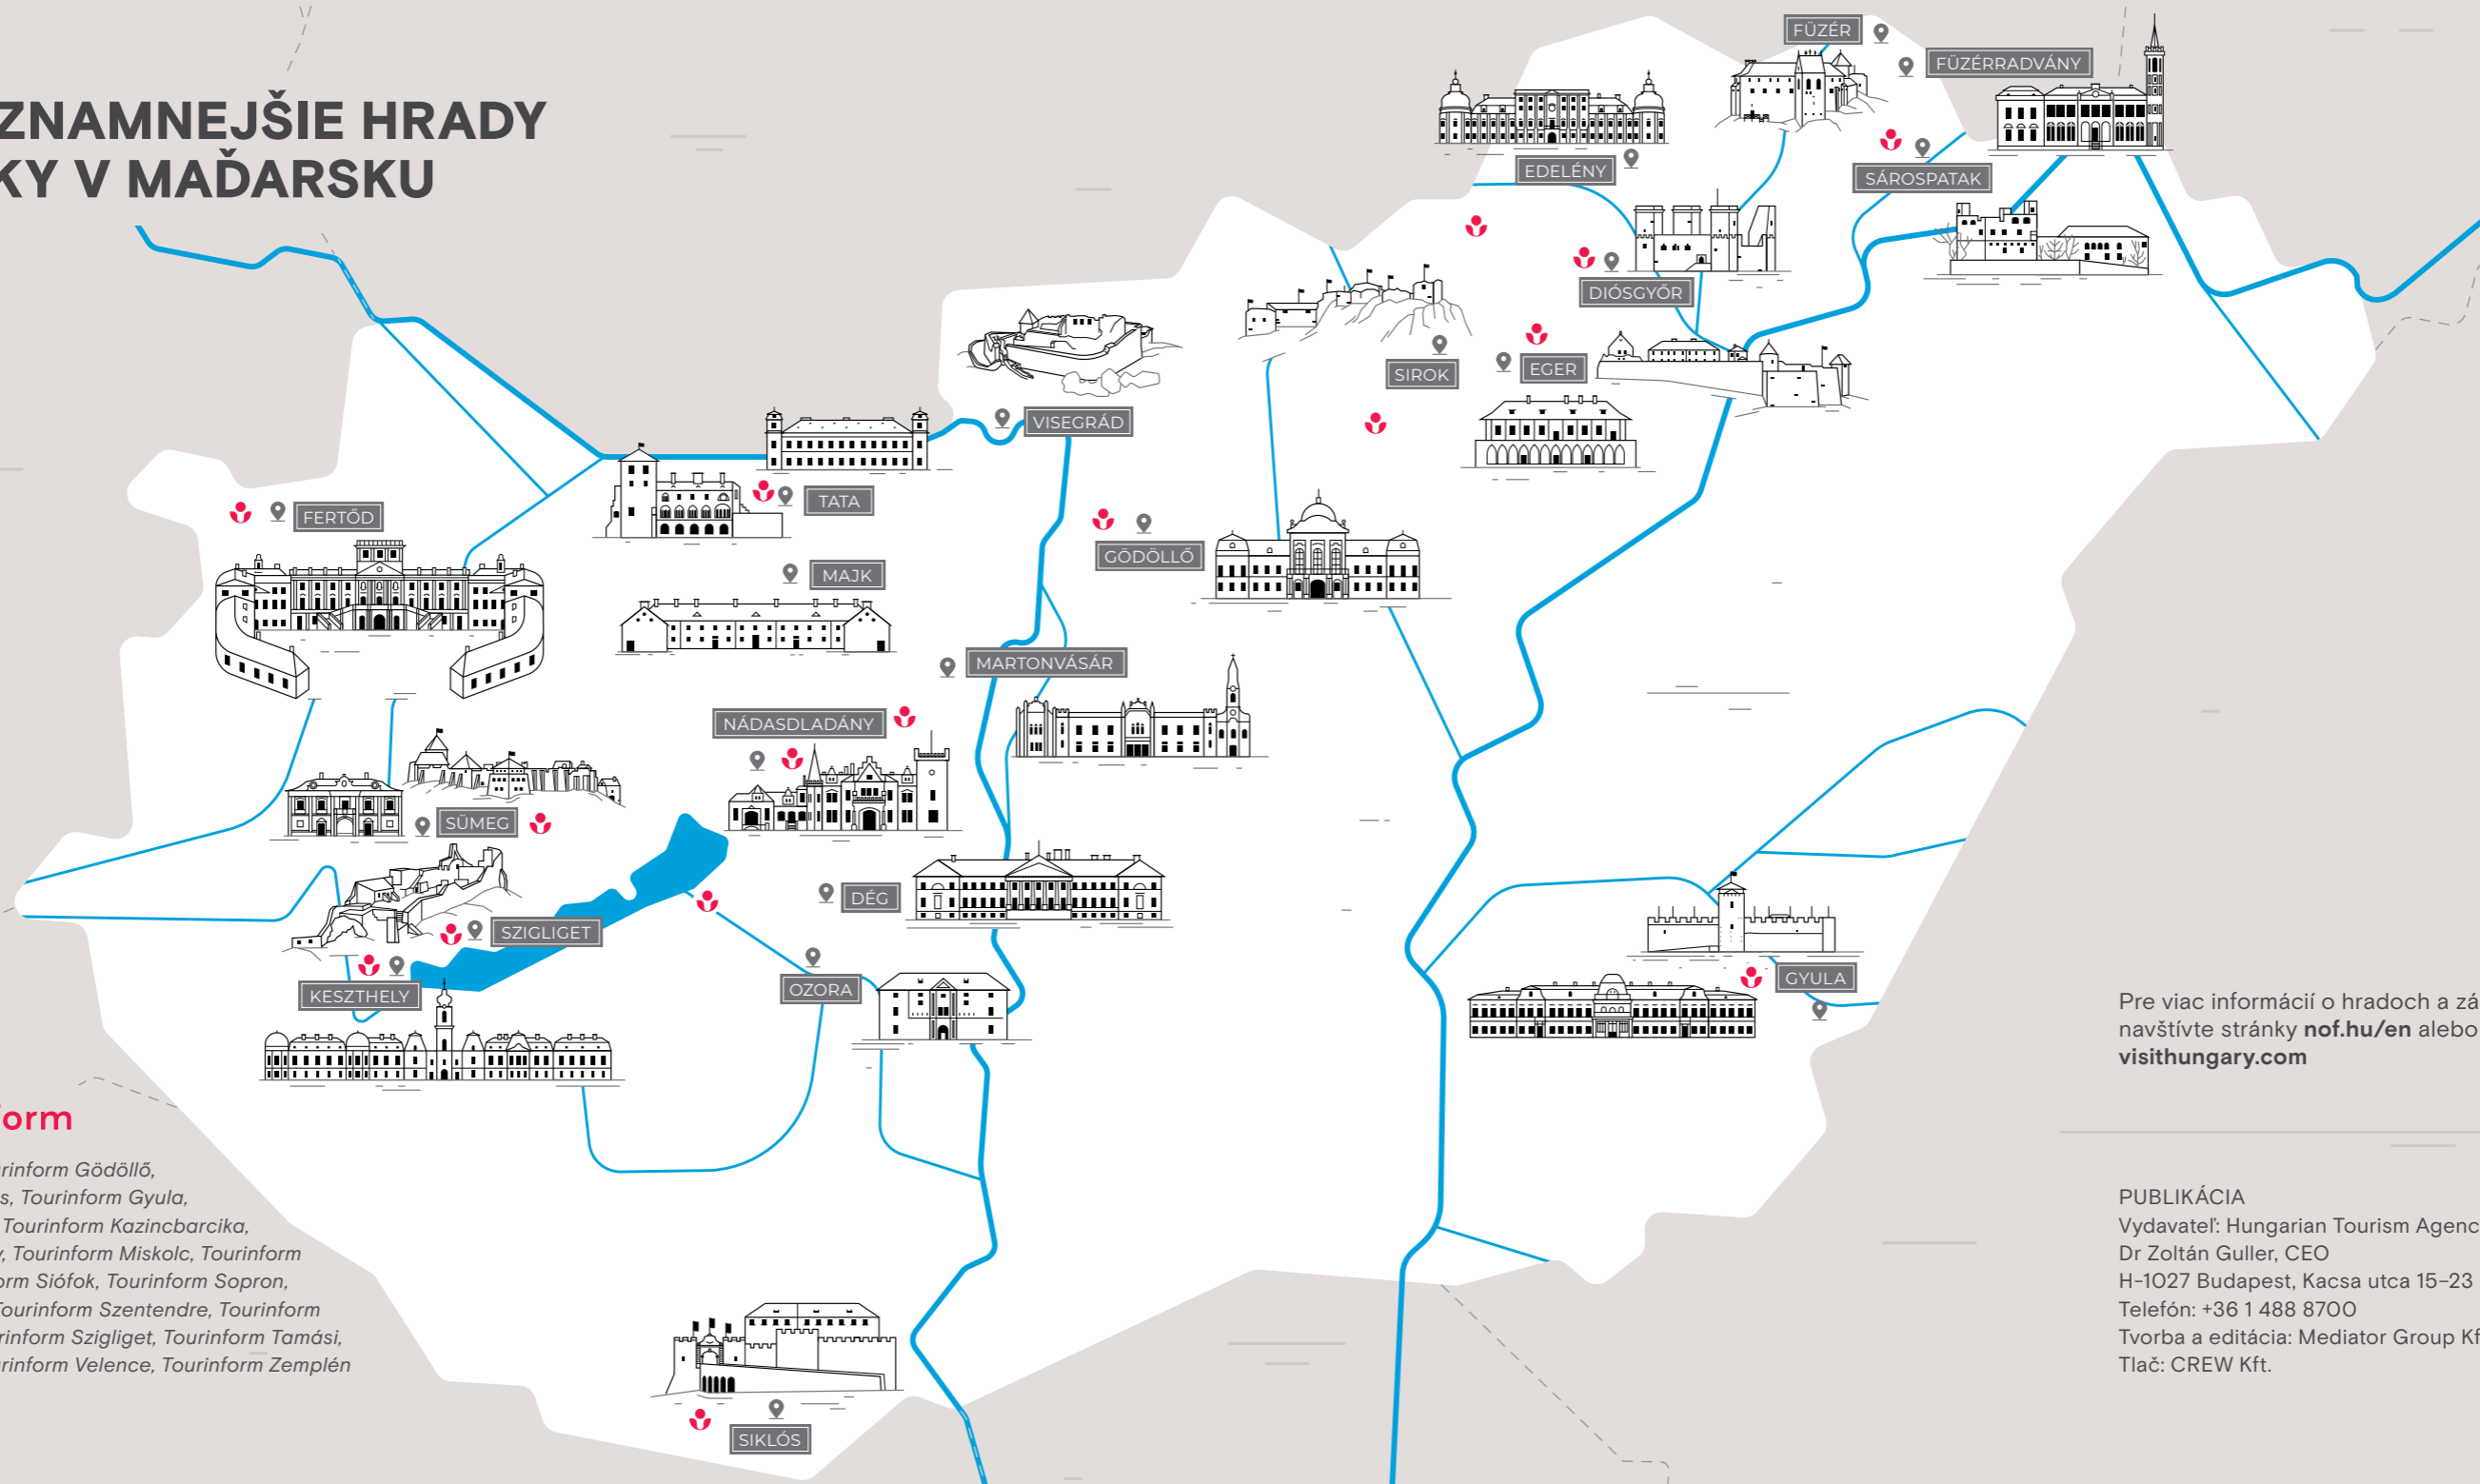 ZNAMNEJŠIE HRADY
KY V MAĎARSKU
FÜZÉR
FÜZÉRRADVÁNY
EDELÉNY
SÁROSPATAK
DIÓSGYŐR
SIROK
EGER
VISEGRÁD
TATA
FERTŐD
GÖDÖLLŐ
MAJK
MARTONVÁSÁR
NÁDASDLADÁNY
SÜMEG
DÉG
SZIGLIGET
OZORA
KESZTHELY
GYULA
SIKLÓS
orm
rinform Gödöllő,
s, Tourinform Gyula,
Tourinform Kazincbarcika,
, Tourinform Miskolc, Tourinform
orm Siófok, Tourinform Sopron,
Tourinform Szentendre, Tourinform
rinform Szigliget, Tourinform Tamási,
rinform Velence, Tourinform Zemplén
Pre viac informácií o hradoch a zá
navštívte stránky nof.hu/en alebo
visithungary.com
PUBLIKÁCIA
Vydavateľ: Hungarian Tourism Agenc
Dr Zoltán Guller, CEO
H-1027 Budapest, Kacsa utca 15–23
Telefón: +36 1 488 8700
Tvorba a editácia: Mediator Group Kf
Tlač: CREW Kft.